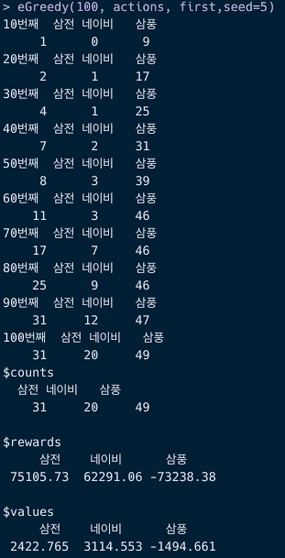 > eGreedy(100, actions, first,seed=5)
10번째 삼전 네이비 삼풍
1 0 9
20번째 삼전 네이비 삼풍
2 1 17
30번째 삼전 네이비 삼풍
4 1 25
40번째 삼전 네이비 삼풍
7 2 31
50번째 삼전 네이비 삼풍
8 3 39
60번째 삼전 네이비 삼풍
11 3 46
70번째 삼전 네이비 삼풍
17 7 46
80번째 삼전 네이비 삼풍
25 9 46
90번째 삼전 네이비 삼풍
31 12 47
100번째 삼전 네이비 삼풍
31 20 49
$counts
삼전 네이비 삼풍
31 20 49
$rewards
삼전 네이비 삼풍
75105.73 62291.06 -73238.38
$values
삼전 네이비 삼풍
2422.765 3114.553 -1494.661